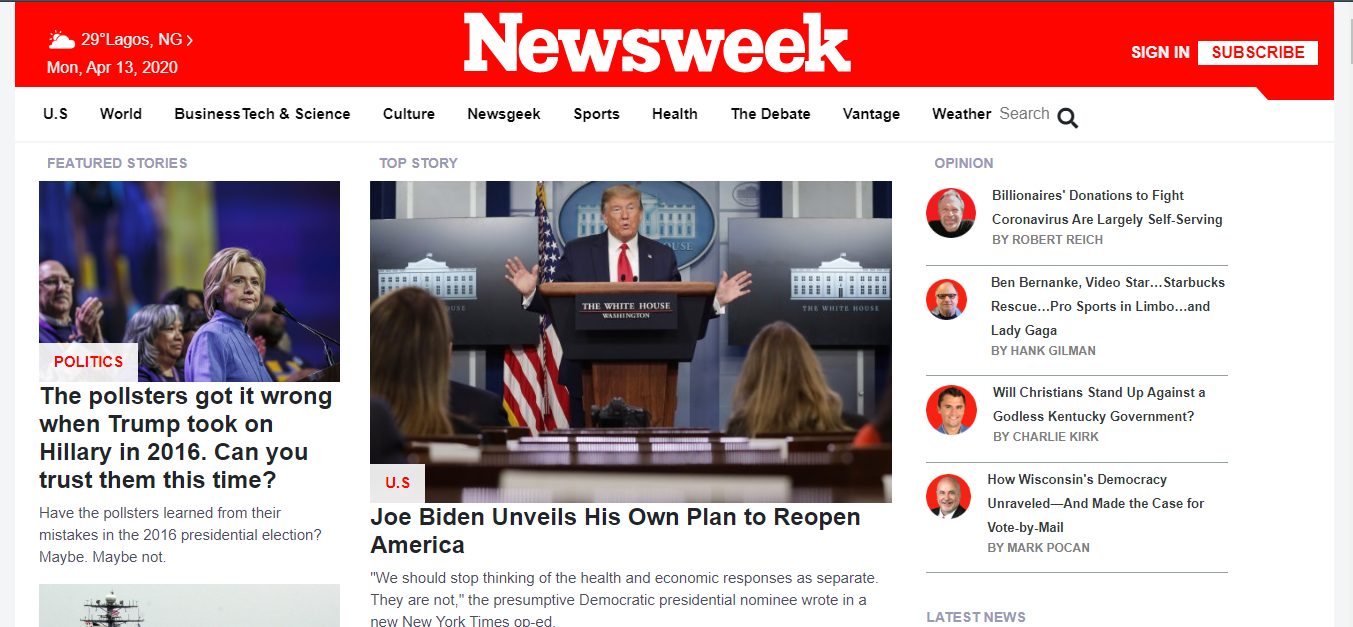 29°Lagos, NG
Mon, Apr 13, 2020
Newsweek
SIGN IN
SUBSCRIBE
U.S World Business Tech & Science Culture Newsgeek Sports Health The Debate Vantage Weather Search
FEATURED STORIES
POLITICS
The pollsters got it wrong
when Trump took on
Hillary in 2016. Can you
trust them this time?
Have the pollsters learned from their
mistakes in the 2016 presidential election?
Maybe. Maybe not.
TOP STORY
THE WHITE HOUSE
WASHINGTON
HOUSE
THE WHITE HOUSE
U.S
Joe Biden Unveils His Own Plan to Reopen
America
"We should stop thinking of the health and economic responses as separate.
They are not," the presumptive Democratic presidential nominee wrote in a
new New York Times op-ed.
OPINION
Billionaires' Donations to Fight
Coronavirus Are Largely Self-Serving
BY ROBERT REICH
Ben Bernanke, Video Star…Starbucks
Rescue…Pro Sports in Limbo…and
Lady Gaga
BY HANK GILMAN
Will Christians Stand Up Against a
Godless Kentucky Government?
BY CHARLIE KIRK
How Wisconsin's Democracy
Unraveled—And Made the Case for
Vote-by-Mail
BY MARK POCAN
LATEST NEWS